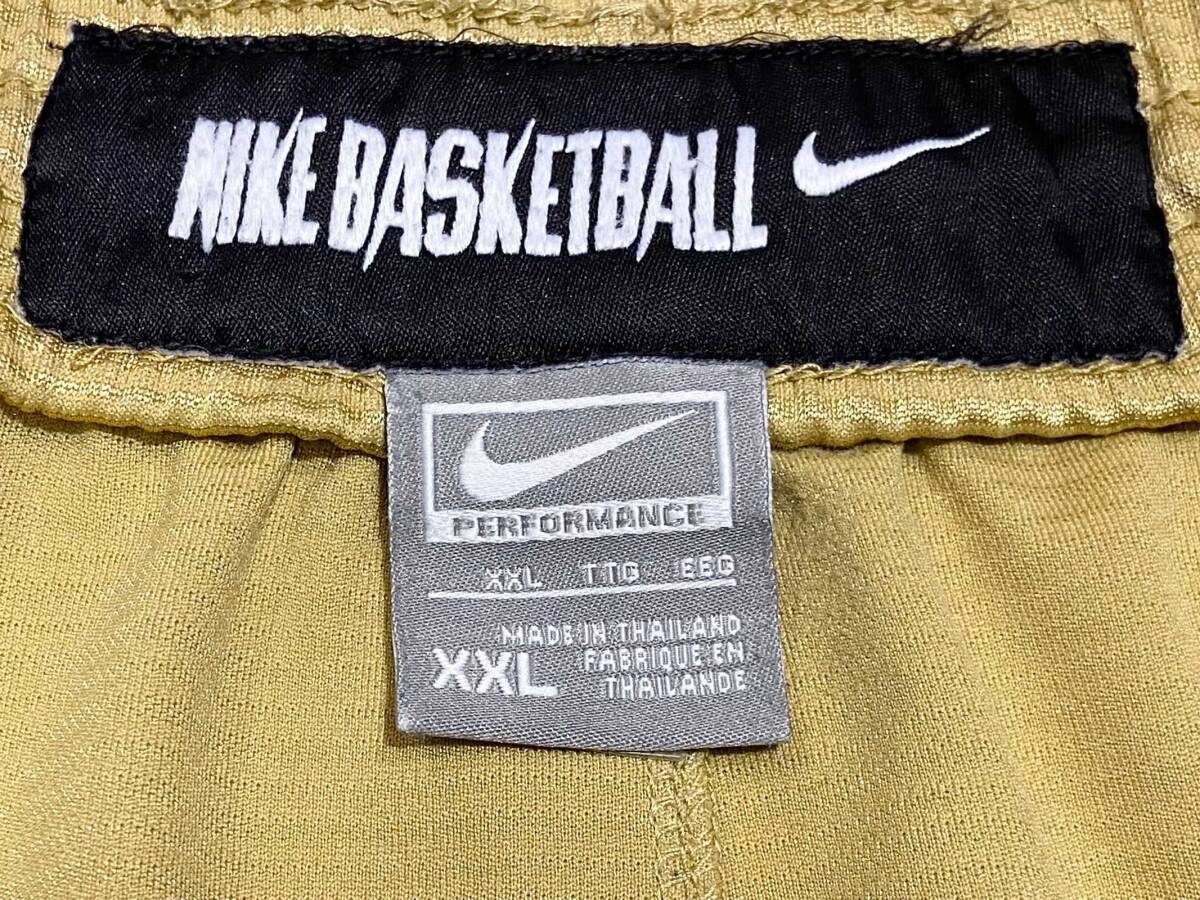 NIKE BASKETBALL
PERFORMANCE
XXL TTG EEG
XXL
MADE IN THAILAND
FABRIQUE EN
THAILANDE